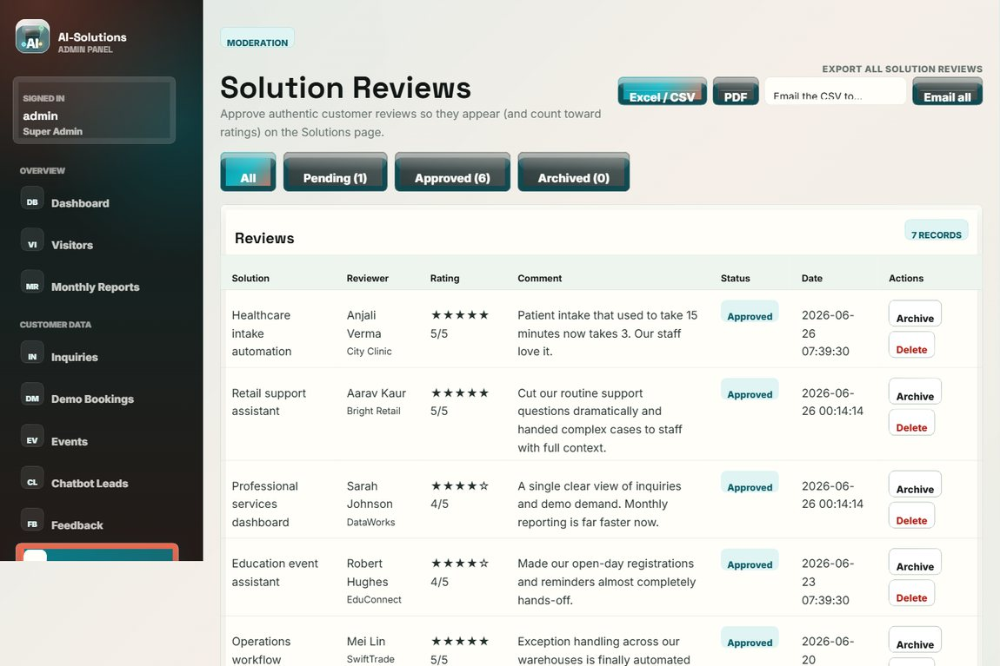 AI
AI-Solutions
ADMIN PANEL
SIGNED IN
admin
Super Admin
OVERVIEW
DB Dashboard
VI Visitors
MR Monthly Reports
CUSTOMER DATA
IN Inquiries
DM Demo Bookings
EV Events
CL Chatbot Leads
FB Feedback
MODERATION
Solution Reviews
Approve authentic customer reviews so they appear (and count toward
ratings) on the Solutions page.
EXPORT ALL SOLUTION REVIEWS
Excel / CSV PDF Email the CSV to... Email all
All Pending (1) Approved (6) Archived (0)
Reviews 7 RECORDS
Solution Reviewer Rating Comment Status Date Actions
Healthcare
intake
automation
Anjali
Verma
City Clinic
★★★★★
5/5
Patient intake that used to take 15
minutes now takes 3. Our staff
love it.
Approved
2026-06-
26
07:39:30
Archive
Delete
Retail support
assistant
Aarav Kaur
Bright Retail
★★★★★
5/5
Cut our routine support
questions dramatically and
handed complex cases to staff
with full context.
Approved
2026-06-
26 00:14:14
Archive
Delete
Professional
services
dashboard
Sarah
Johnson
DataWorks
★★★★☆
4/5
A single clear view of inquiries
and demo demand. Monthly
reporting is far faster now.
Approved
2026-06-
26 00:14:14
Archive
Delete
Education event
assistant
Robert
Hughes
EduConnect
★★★★☆
4/5
Made our open-day registrations
and reminders almost completely
hands-off.
Approved
2026-06-
23
07:39:30
Archive
Delete
Operations
workflow
Mei Lin
SwiftTrade
★★★★★
5/5
Exception handling across our
warehouses is finally automated
Approved
2026-06-
20
Archive